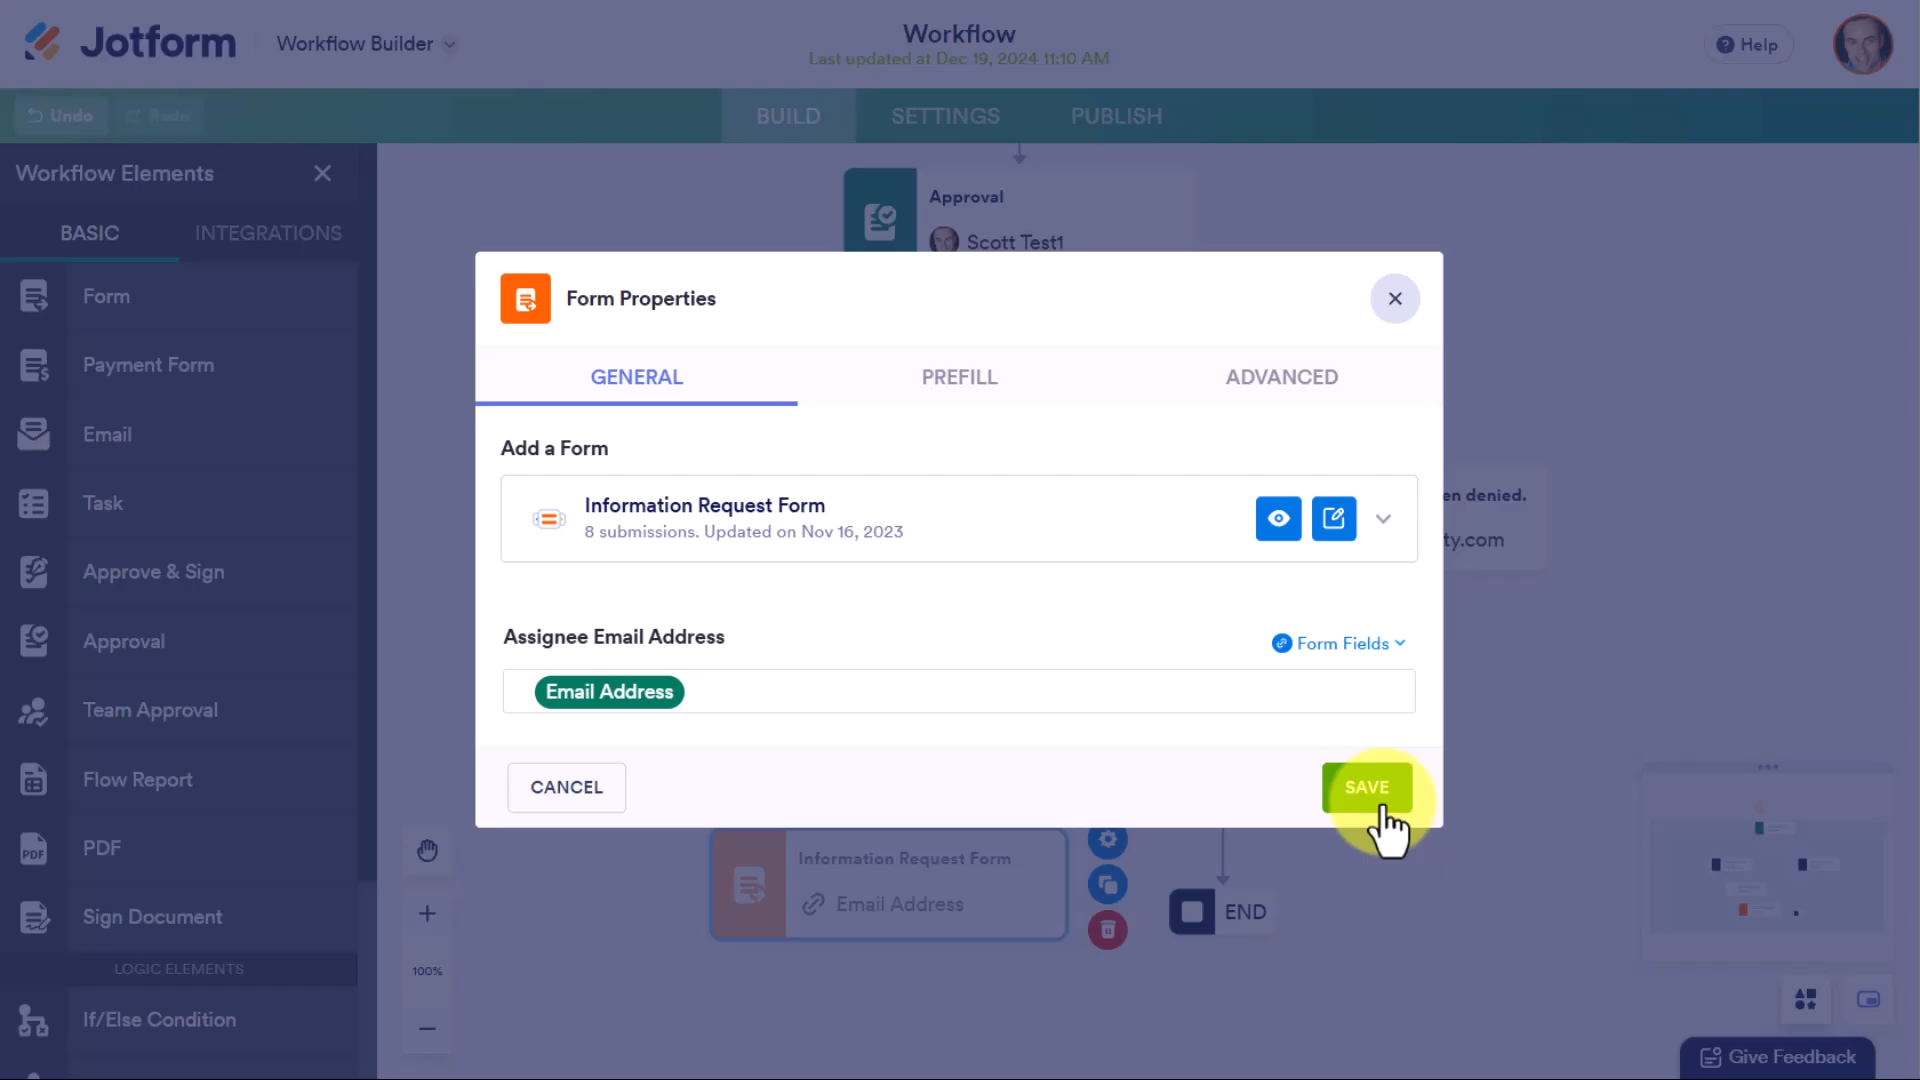 Jotform
Workflow Builder
Workflow
Last updated at Dec 19, 2024 11:10 AM
Help
Undo
Redo
BUILD
SETTINGS
PUBLISH
Workflow Elements
BASIC
INTEGRATIONS
Form
Payment Form
Email
Task
Approve & Sign
Approval
Team Approval
Flow Report
PDF
PDF
Sign Document
LOGIC ELEMENTS
If/Else Condition
Approval
Scott Test1
Form Properties
GENERAL
PREFILL
ADVANCED
Add a Form
Information Request Form
8 submissions. Updated on Nov 16, 2023
Assignee Email Address
Form Fields
Email Address
CANCEL
SAVE
en denied.
ty.com
Information Request Form
Email Address
END
100%
Give Feedback